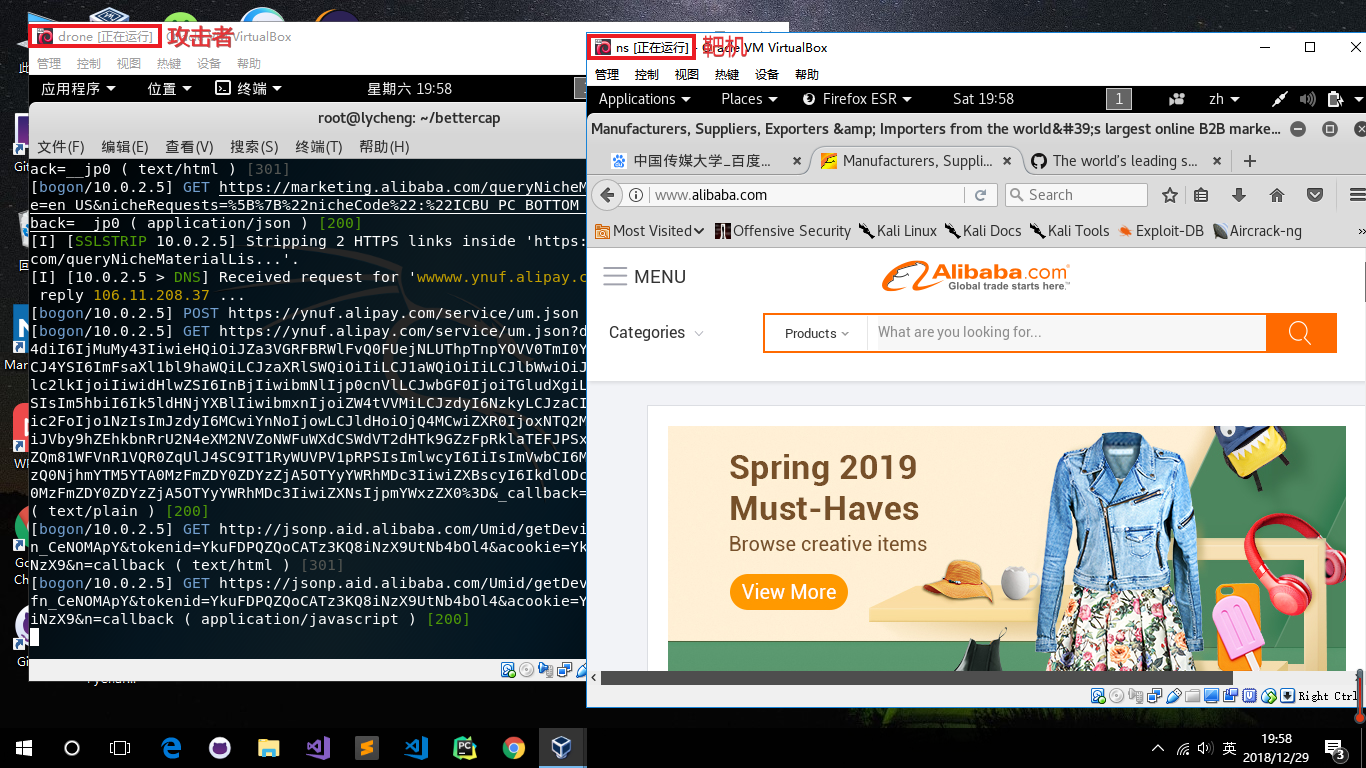 drone [正在运行] 攻击者 VirtualBox
管理 控制 视图 热键 设备 帮助
应用程序 位置 终端 星期六 19:58
root@lycheng: ~/bettercap
文件(F) 编辑(E) 查看(V) 搜索(S) 终端(T) 帮助(H)
ack=__jp0 ( text/html ) [301]
[bogon/10.0.2.5] GET https://marketing.alibaba.com/queryNicheM
e=en_US&nicheRequests=%5B%7B%22nicheCode%22:%22ICBU_PC_BOTTOM
back=__jp0 ( application/json ) [200]
[I] [SSLSTRIP 10.0.2.5] Stripping 2 HTTPS links inside 'https:
com/queryNicheMaterialLis...'.
[I] [10.0.2.5 > DNS] Received request for 'wwwww.ynuf.alipay.c
reply 106.11.208.37 ...
[bogon/10.0.2.5] POST https://ynuf.alipay.com/service/um.json
[bogon/10.0.2.5] GET https://ynuf.alipay.com/service/um.json?d
( text/plain ) [200]
[bogon/10.0.2.5] GET http://jsonp.aid.alibaba.com/Umid/getDevi
n_CeNOMApY&tokenid=YkuFDPQZQoCATz3KQ8iNzX9UtNb4bOl4&acookie=Yk
NzX9&n=callback ( text/html ) [301]
[bogon/10.0.2.5] GET https://jsonp.aid.alibaba.com/Umid/getDev
fn_CeNOMApY&tokenid=YkuFDPQZQoCATz3KQ8iNzX9UtNb4bOl4&acookie=Y
iNzX9&n=callback ( application/javascript ) [200]
ns [正在运行] 靶机 - Oracle VM VirtualBox
管理 控制 视图 热键 设备 帮助
Applications Places Firefox ESR Sat 19:58 1 zh
Manufacturers, Suppliers, Exporters &amp; Importers from the world&#39;s largest online B2B marke...
中国传媒大学_百度... Manufacturers, Suppli... The world's leading s...
www.alibaba.com Search
Most Visited Offensive Security Kali Linux Kali Docs Kali Tools Exploit-DB Aircrack-ng
MENU
Alibaba.com
Global trade starts here.™
Categories Products What are you looking for...
Spring 2019
Must-Haves
Browse creative items
View More
Right Ctrl
英
19:58
2018/12/29
3